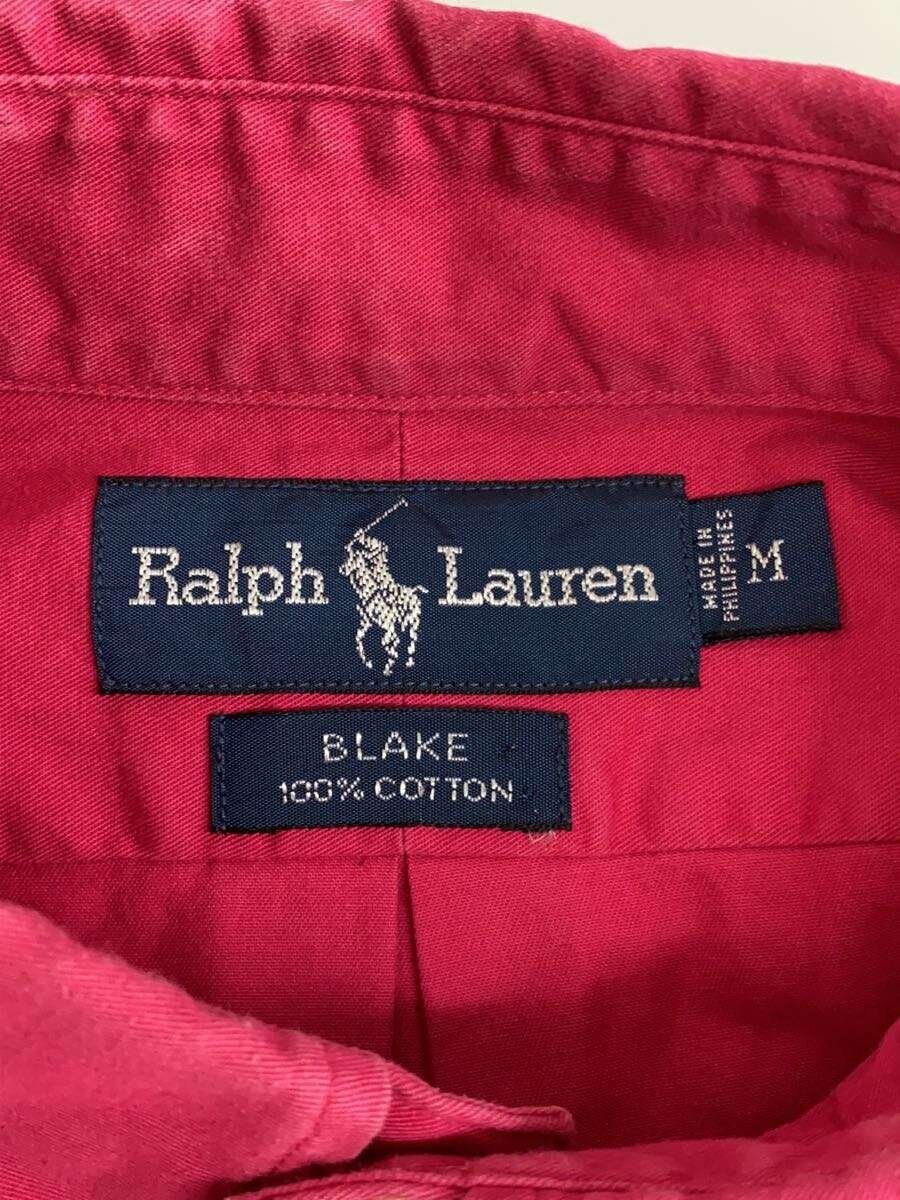 Ralph Lauren
MADE IN
PHILIPPINES
M
BLAKE
100% COTTON